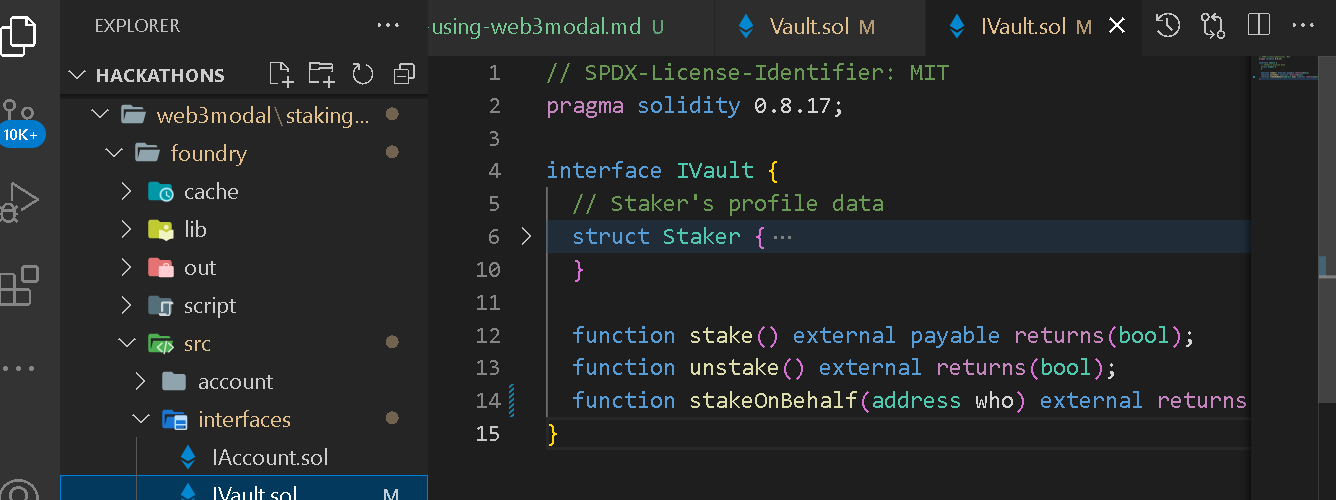 EXPLORER
HACKATHONS
10K+
web3modal\staking...
foundry
cache
lib
out
script
src
account
interfaces
IAccount.sol
IVault.sol M
-using-web3modal.md U
Vault.sol M
IVault.sol M
1 // SPDX-License-Identifier: MIT
2 pragma solidity 0.8.17;
3
4 interface IVault {
5 // Staker's profile data
6 struct Staker { ...
10 }
11
12 function stake() external payable returns(bool);
13 function unstake() external returns(bool);
14 function stakeOnBehalf(address who) external returns
15 }